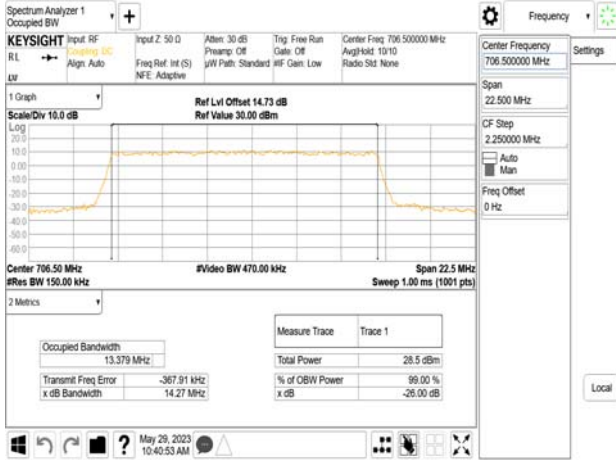 Spectrum Analyzer 1
Occupied BW
Frequency
KEYSIGHT Input: RF
Coupling: DC
Align: Auto
RL
Input Z: 50 Ω
Freq Ref: Int (S)
NFE: Adaptive
Atten: 30 dB
Preamp: Off
µW Path: Standard
Trig: Free Run
Gate: Off
#IF Gain: Low
Center Freq: 706.500000 MHz
Avg|Hold: 10/10
Radio Std: None
Center Frequency
706.500000 MHz
Settings
Span
22.500 MHz
CF Step
2.250000 MHz
Auto
Man
Freq Offset
0 Hz
Local
1 Graph
Scale/Div 10.0 dB
Ref Lvl Offset 14.73 dB
Ref Value 30.00 dBm
Log
20.0
10.0
0.00
-10.0
-20.0
-30.0
-40.0
-50.0
-60.0
Center 706.50 MHz
#Res BW 150.00 kHz
#Video BW 470.00 kHz
Span 22.5 MHz
Sweep 1.00 ms (1001 pts)
2 Metrics
Measure Trace Trace 1
Occupied Bandwidth
13.379 MHz
Total Power 28.5 dBm
Transmit Freq Error -367.91 kHz
% of OBW Power 99.00 %
x dB Bandwidth 14.27 MHz
x dB -26.00 dB
May 29, 2023
10:40:53 AM